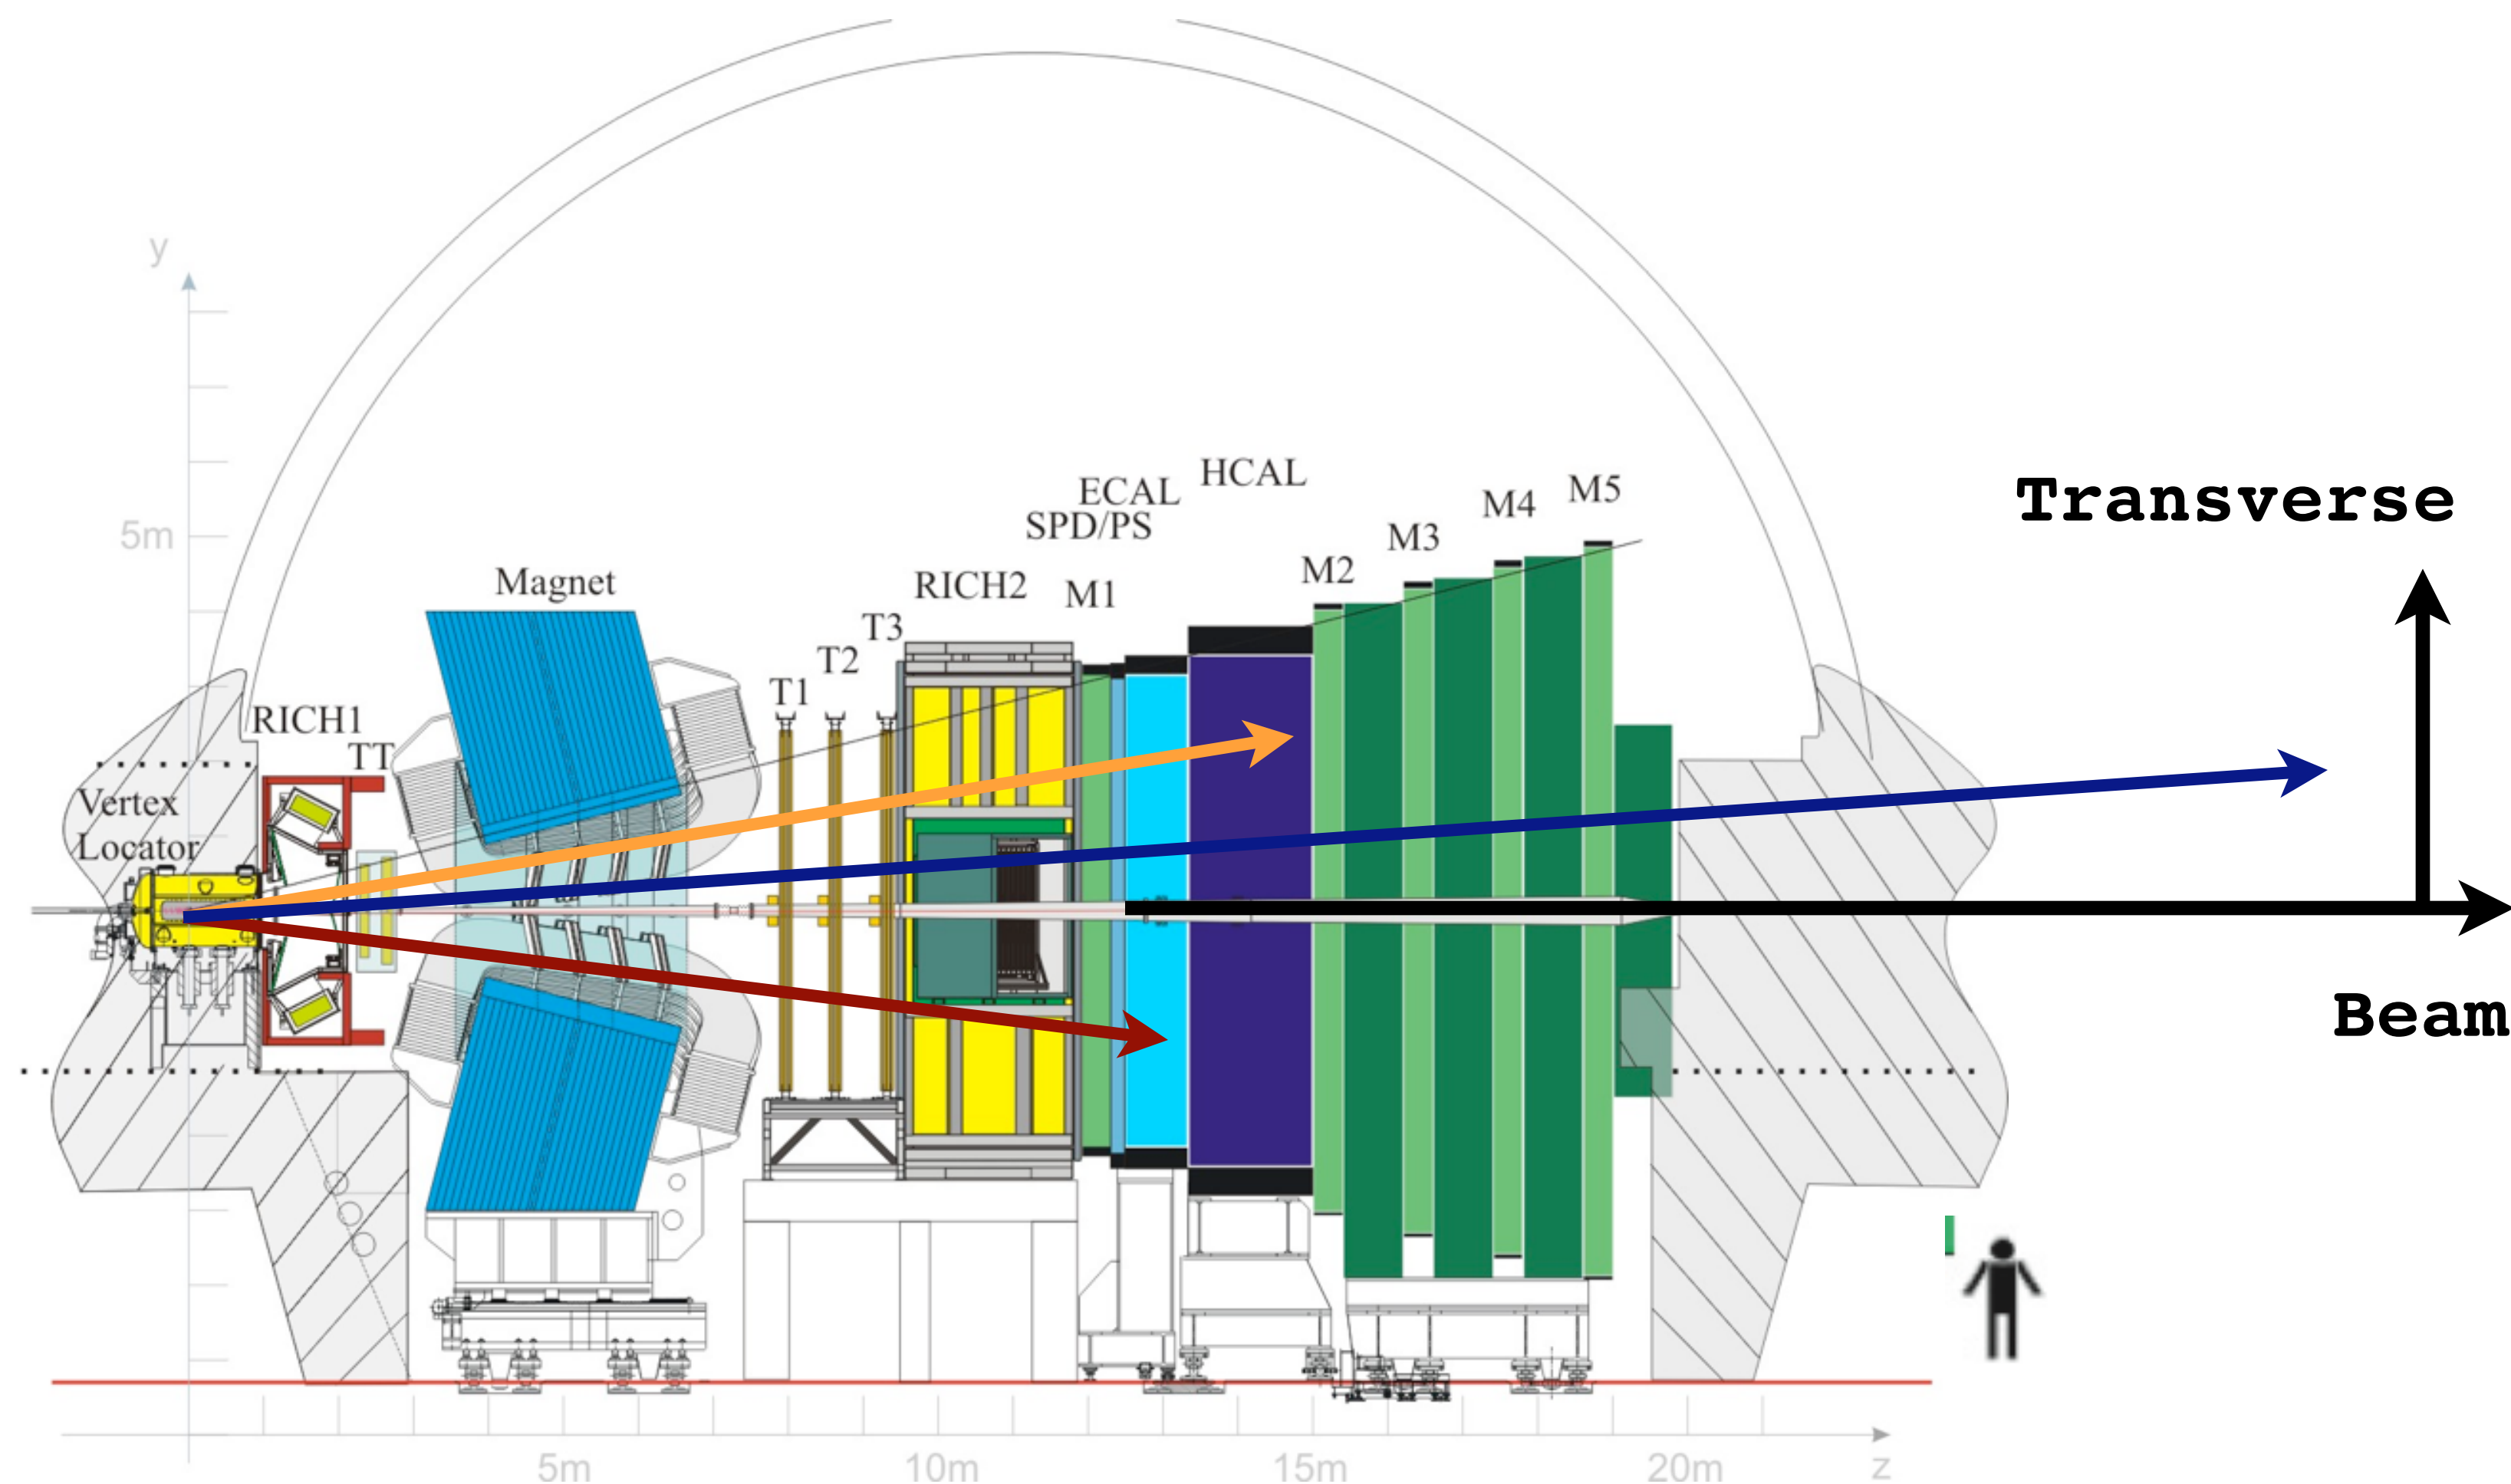 y
5m
Transverse
Beam
HCAL
ECAL
SPD/PS
M5
M4
M3
M2
M1
RICH2
Magnet
T3
T2
T1
RICH1
TT
Vertex
Locator
5m
10m
15m
20m
z